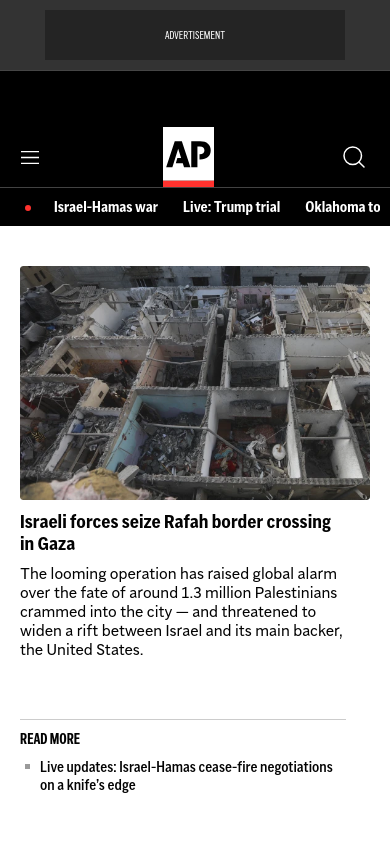 ADVERTISEMENT
AP
Israel-Hamas war
Live: Trump trial
Oklahoma to
Israeli forces seize Rafah border crossing
in Gaza
The looming operation has raised global alarm
over the fate of around 1.3 million Palestinians
crammed into the city — and threatened to
widen a rift between Israel and its main backer,
the United States.
READ MORE
Live updates: Israel-Hamas cease-fire negotiations
on a knife’s edge